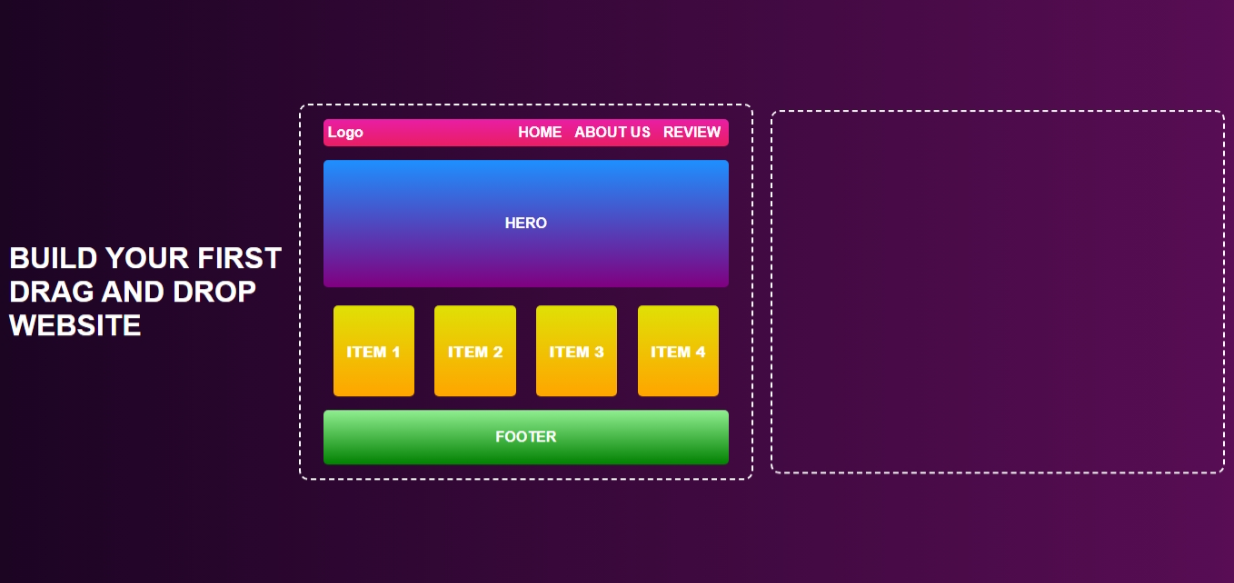 BUILD YOUR FIRST
DRAG AND DROP
WEBSITE
Logo HOME ABOUT US REVIEW
HERO
ITEM 1 ITEM 2 ITEM 3 ITEM 4
FOOTER